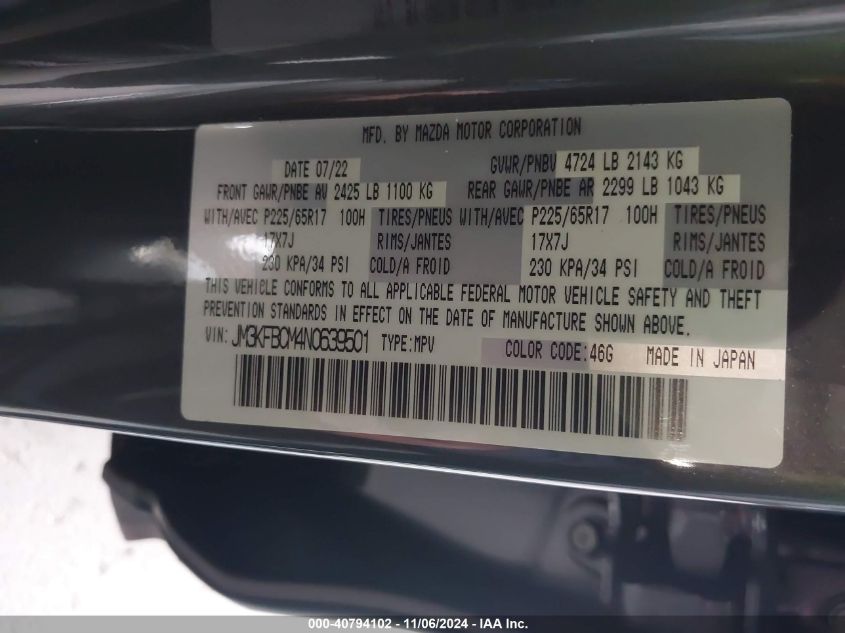 MFD. BY MAZDA MOTOR CORPORATION
DATE 07/22 GVWR/PNBV 4724 LB 2143 KG
FRONT GAWR/PNBE AV 2425 LB 1100 KG REAR GAWR/PNBE AR 2299 LB 1043 KG
WITH/AVEC P225/65R17 100H TIRES/PNEUS WITH/AVEC P225/65R17 100H TIRES/PNEUS
17X7J RIMS/JANTES 17X7J RIMS/JANTES
230 KPA/34 PSI COLD/A FROID 230 KPA/34 PSI COLD/A FROID
THIS VEHICLE CONFORMS TO ALL APPLICABLE FEDERAL MOTOR VEHICLE SAFETY AND THEFT
PREVENTION STANDARDS IN EFFECT ON THE DATE OF MANUFACTURE SHOWN ABOVE.
VIN: JM3KFBCM4N0639501 TYPE:MPV COLOR CODE:46G MADE IN JAPAN
000-40794102 - 11/06/2024 - Copyright © 2024 IAA, Inc.